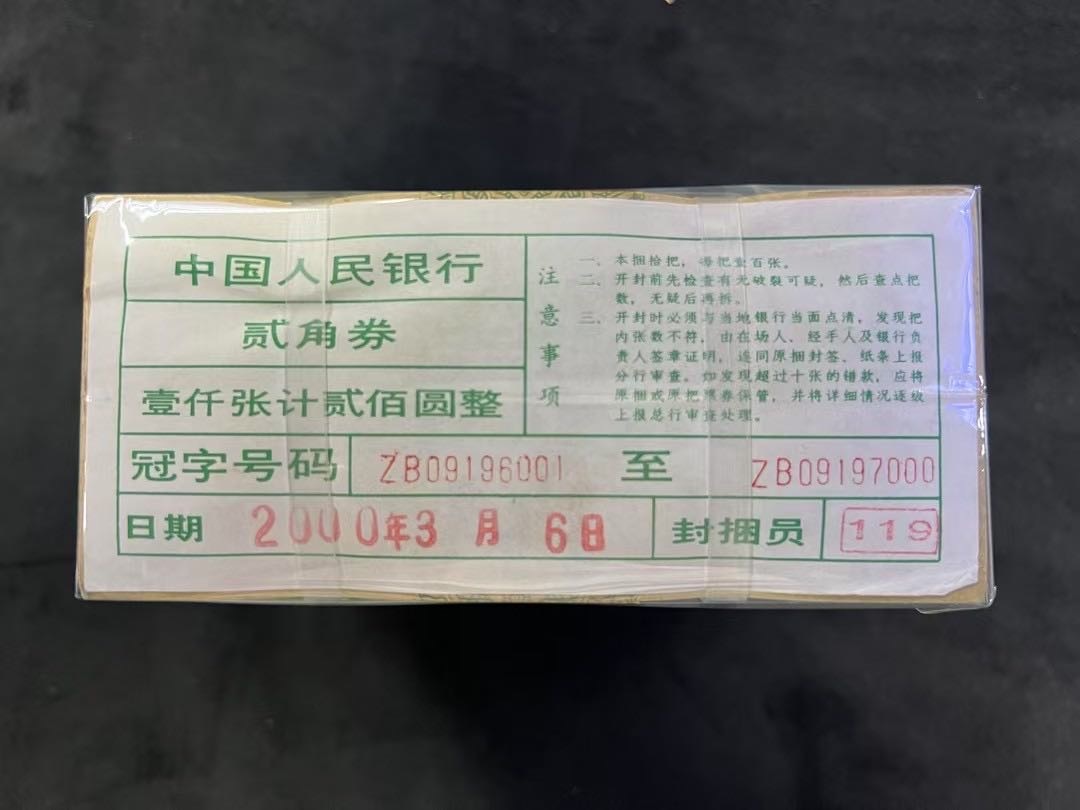 中国人民银行
贰角券
壹仟张计贰佰圆整
注意事项
一、本捆拾把，每把壹百张。
二、开封前先检查有无破裂可疑，然后查点把
数，无疑后再拆。
三、开封时必须与当地银行当面点清，发现把
内张数不符，由在场人、经手人及银行负
责人签章证明，连同原捆封签、纸条上报
分行审查。如发现超过十张的错款，应将
原捆或原把票券保管，并将详细情况逐级
上报总行审查处理。
冠字号码 ZB09196001 至 ZB09197000
日期 2000年3月6日 封捆员 119